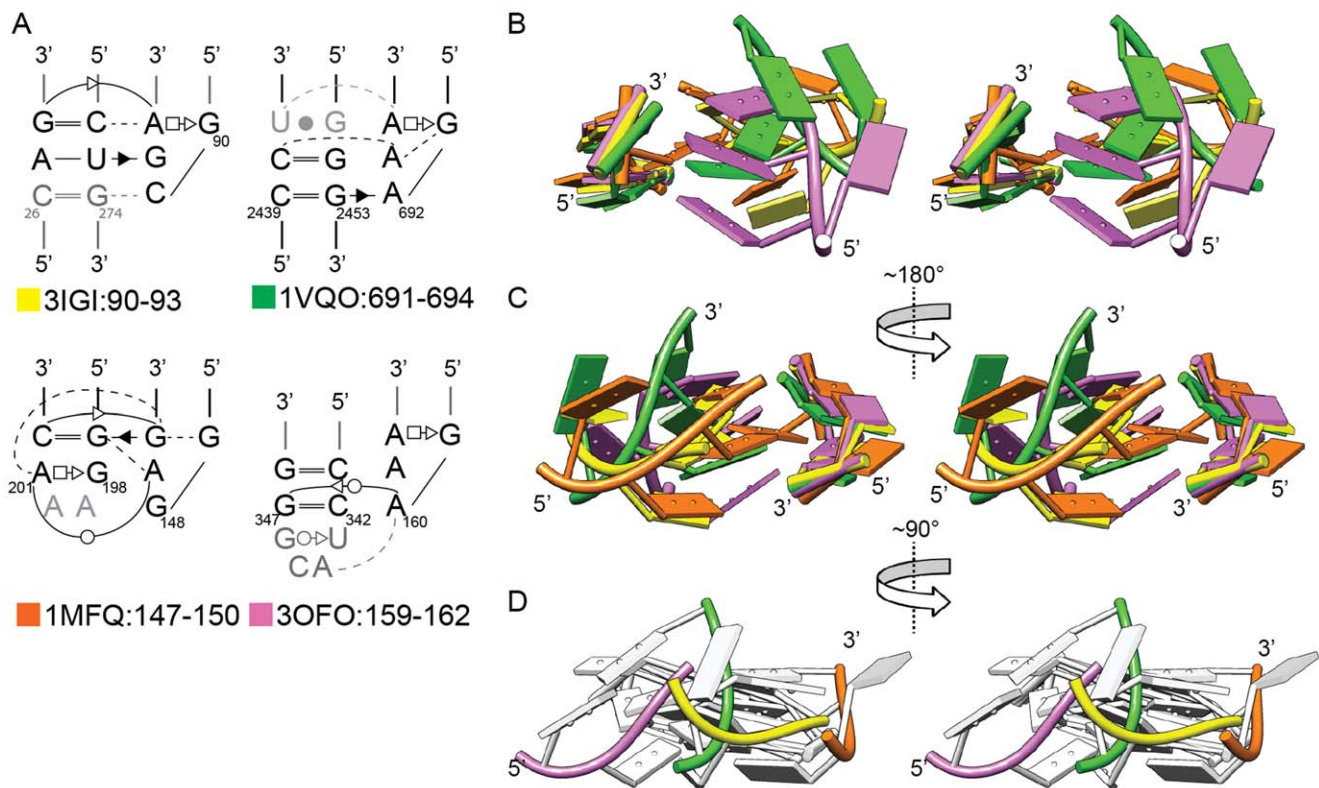 A
3’ 5’ 3’ 5’
G C A G
90
A U G
C G C
26 274
5’ 3’
3IGI:90-93
3’ 5’ 3’ 5’
U G A G
C G A
C G A
2439 2453 692
5’ 3’
1VQO:691-694
3’ 5’ 3’ 5’
C G G G
A G A
201 198
A A G
148
1MFQ:147-150
3’ 5’ 3’ 5’
A G
G C A
G C A
347 342 160
G U
C A
3OFO:159-162
B
3’ 3’
5’ 5’
5’ 5’
~180°
C
3’ 3’
5’ 5’ 5’ 5’
3’ 3’
~90°
D
3’ 3’
5’ 5’